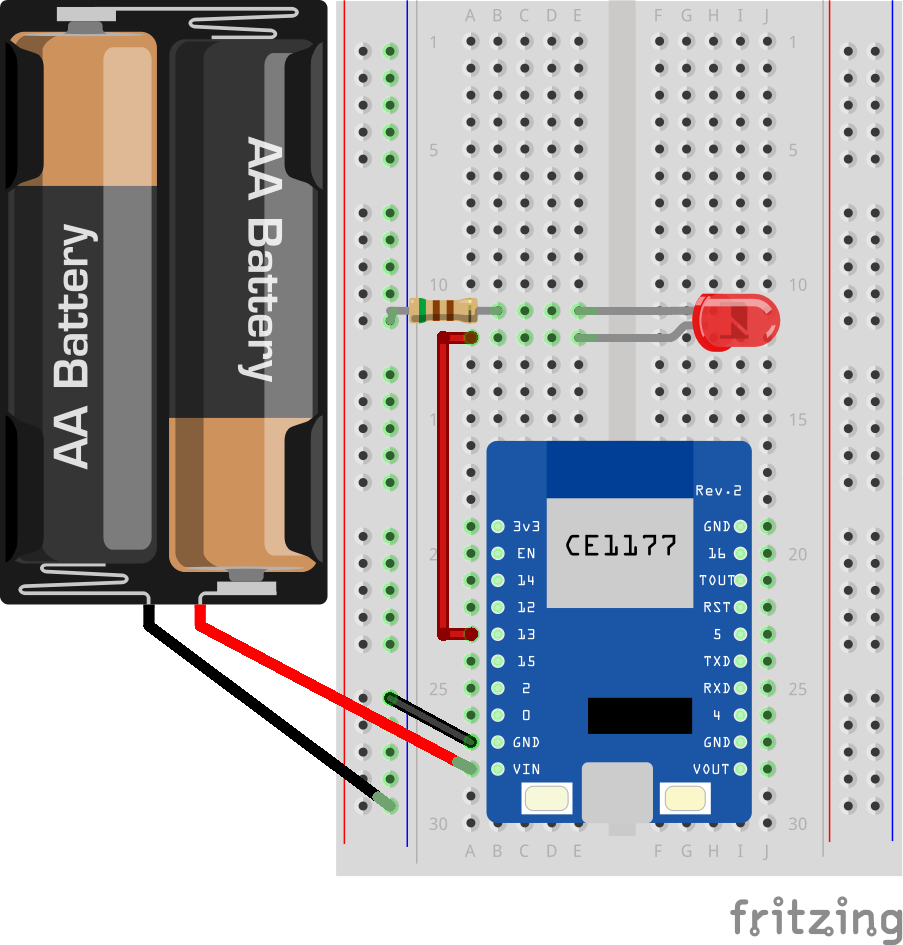 AA Battery
AA Battery
A B C D E F G H I J
1 1
5 5
10 10
1 15
Rev.2
3v3 GND
CE1177
2 EN 16 20
14 TOUT
12 RST
13 5
15 TXD
25 2 RXD 25
0 4
GND GND
VIN VOUT
30 30
A B C D E F G H I J
fritzing